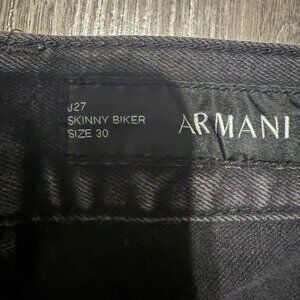 J27
SKINNY BIKER
SIZE 30
ARMANI